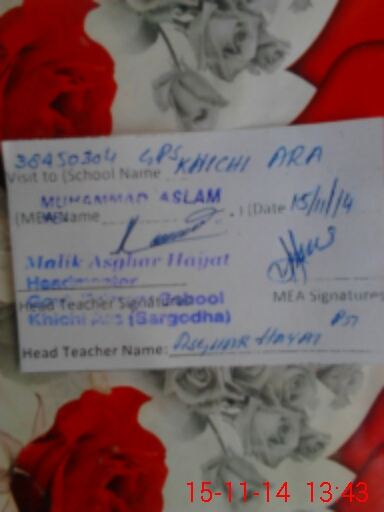 38450304 GPS KHICHI ARA
Visit to (School Name
MUHAMMAD ASLAM
(MEA Name ) (Date 15/11/14
Malik Asghar Hayat
Headmaster
Head Teacher Signature School
MEA Signatures
Khichi Ara (Sargodha)
PST
Head Teacher Name: ASGHAR HAYAT
15-11-14 13:43